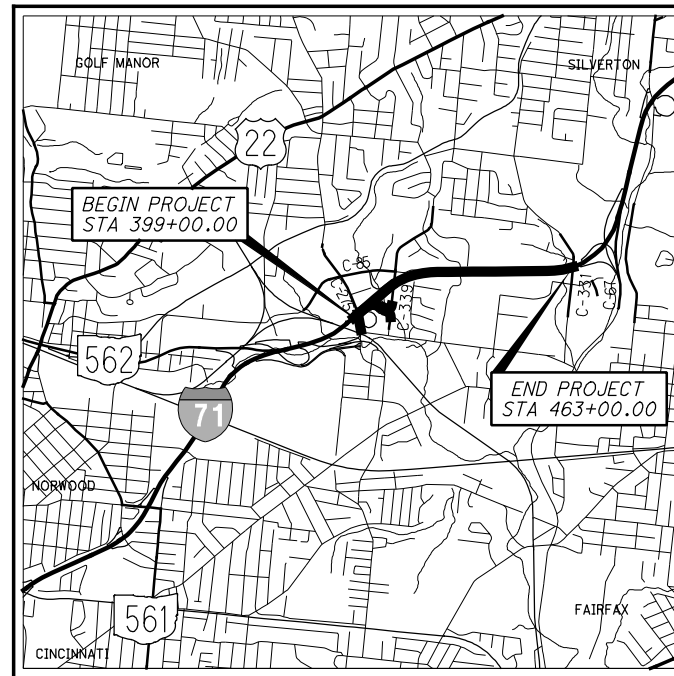 GOLF MANOR
SILVERTON
22
BEGIN PROJECT
STA 399+00.00
C-85
C-339
C-331
C-67
562
END PROJECT
STA 463+00.00
71
NORWOOD
561
FAIRFAX
CINCINNATI